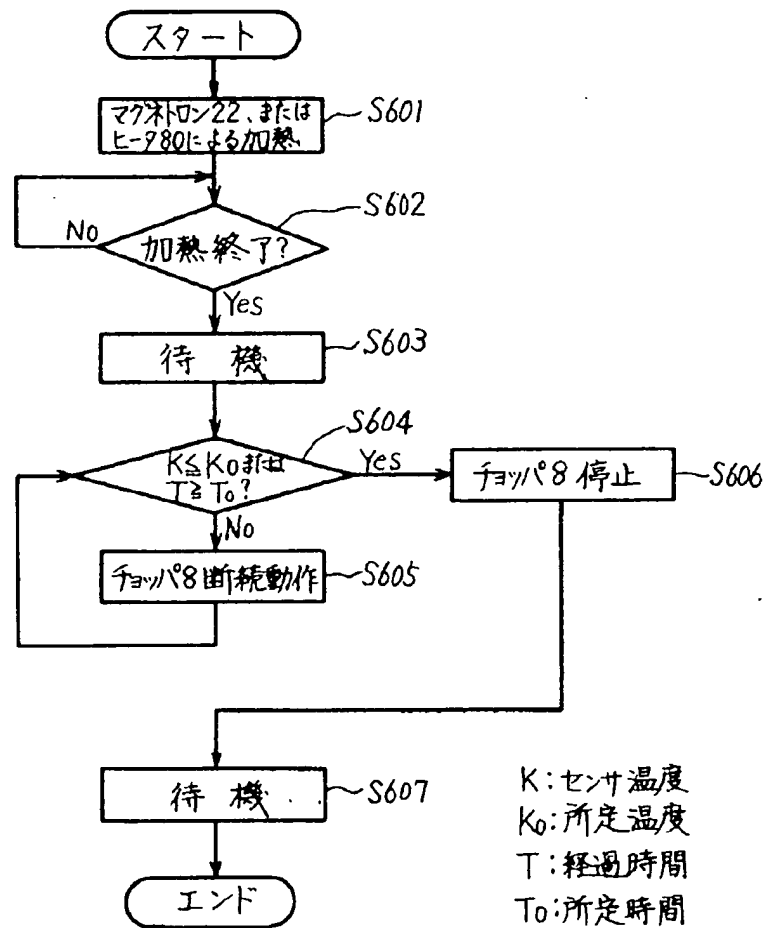 スタート
マグネトロン22、または
ヒータ80による加熱
S601
S602
No
加熱終了?
Yes
待機
S603
S604
K≦K0または
T≧T0?
Yes
チョッパ8停止
S606
No
チョッパ8断続動作
S605
待機
S607
エンド
K:センサ温度
K0:所定温度
T:経過時間
T0:所定時間